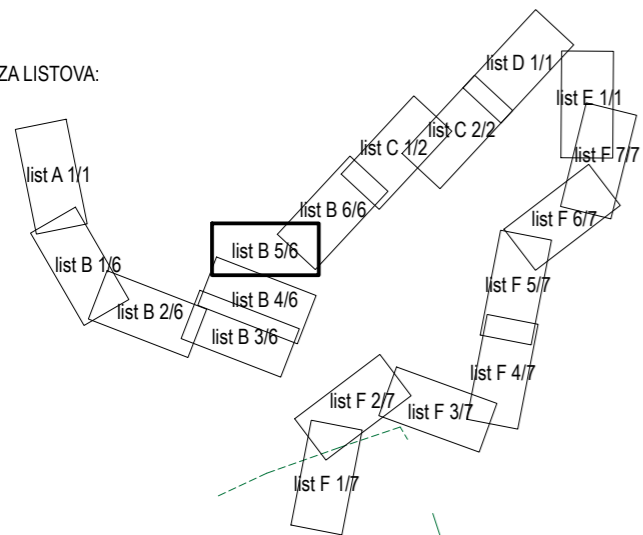 ZA LISTOVA:
list D 1/1
list E 1/1
list C 2/2
list C 1/2
list F 7/7
list A 1/1
list B 6/6
list F 6/7
list B 5/6
list B 1/6
list F 5/7
list B 4/6
list B 2/6
list B 3/6
list F 4/7
list F 2/7
list F 3/7
list F 1/7